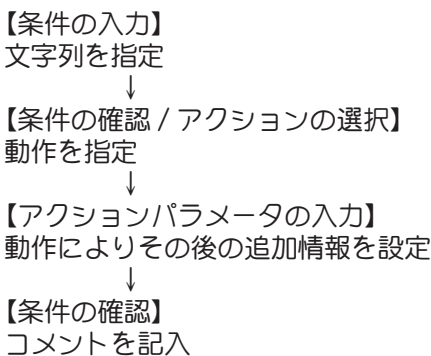 【条件の入力】
文字列を指定
↓
【条件の確認 / アクションの選択】
動作を指定
↓
【アクションパラメータの入力】
動作によりその後の追加情報を設定
↓
【条件の確認】
コメントを記入